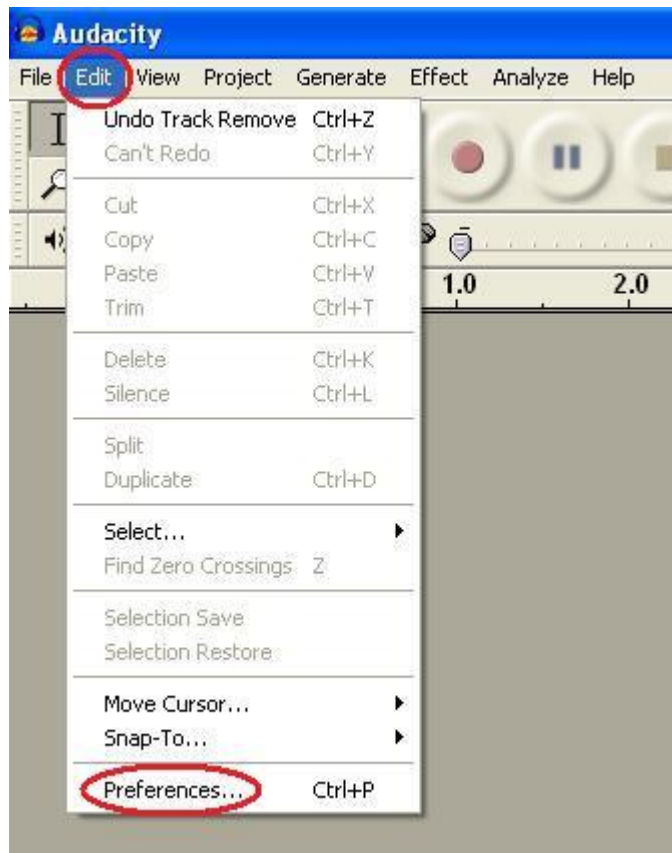 Audacity
File Edit View Project Generate Effect Analyze Help
Undo Track Remove Ctrl+Z
Can't Redo Ctrl+Y
Cut Ctrl+X
Copy Ctrl+C
Paste Ctrl+V
Trim Ctrl+T
1.0 2.0
Delete Ctrl+K
Silence Ctrl+L
Split
Duplicate Ctrl+D
Select...
Find Zero Crossings Z
Selection Save
Selection Restore
Move Cursor...
Snap-To...
Preferences... Ctrl+P